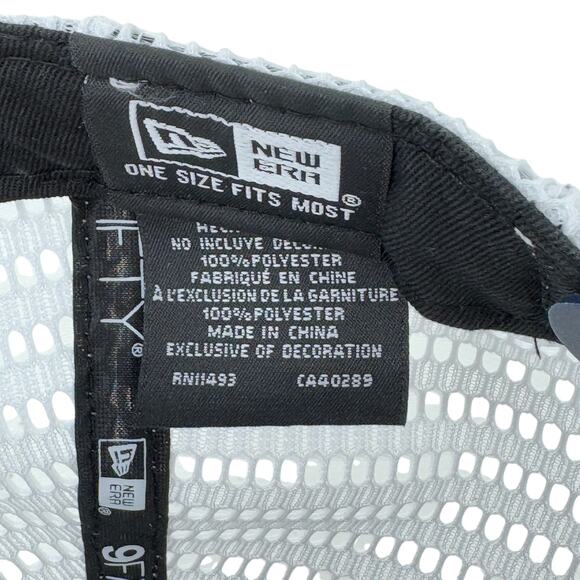 NEW
ERA
ONE SIZE FITS MOST®
NO INCLUYE
100%POLYESTER
FABRIQUÉ EN CHINE
À L'EXCLUSION DE LA GARNITURE
100%POLYESTER
MADE IN CHINA
EXCLUSIVE OF DECORATION
RN11493 CA40289
IFTY®
NEW
ERA®